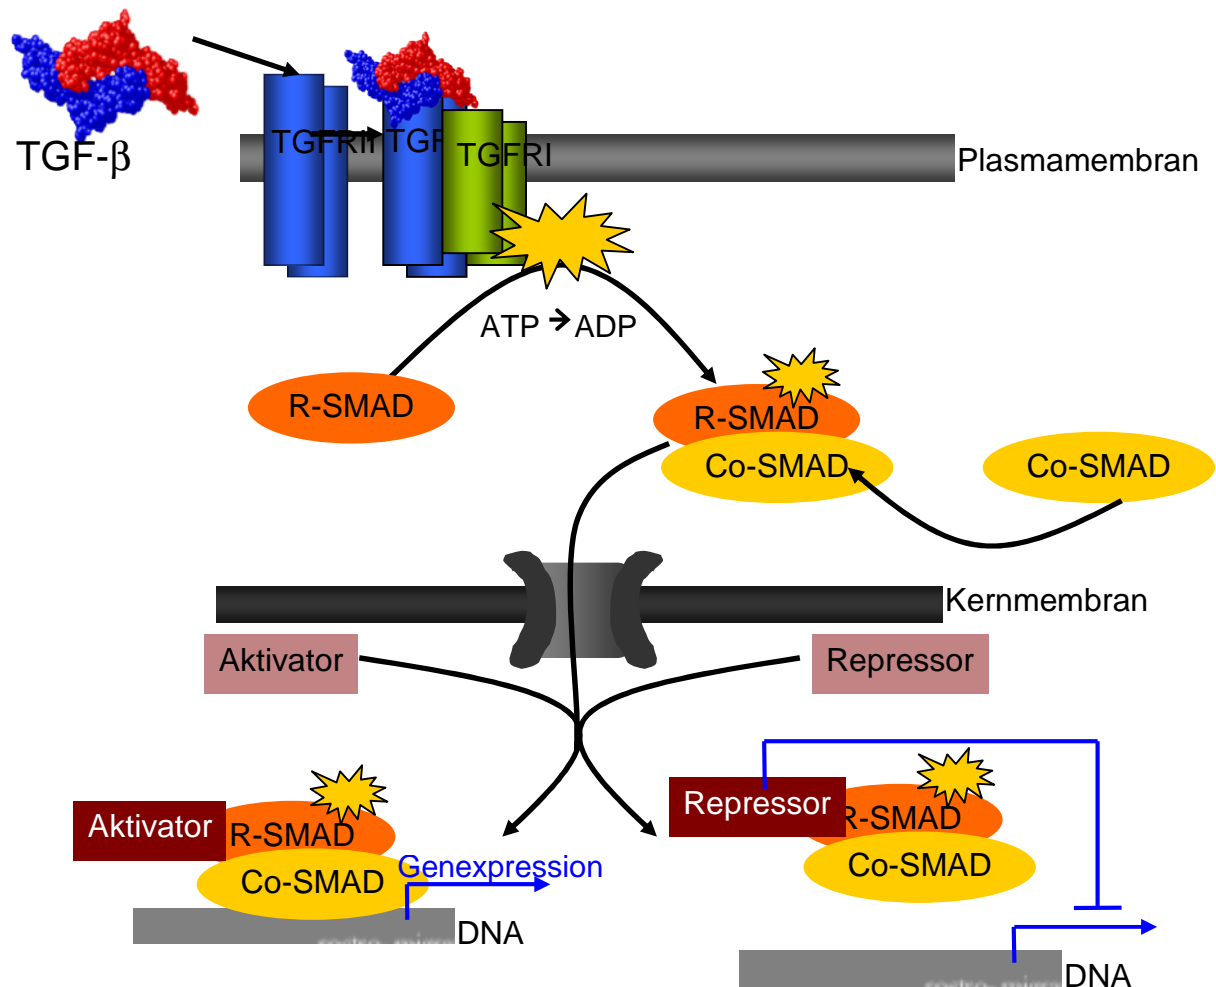 TGF-β
TGFRII
TGF
TGFRI
Plasmamembran
ATP → ADP
R-SMAD
R-SMAD
Co-SMAD
Co-SMAD
Kernmembran
Aktivator
Repressor
Aktivator
R-SMAD
Co-SMAD
Genexpression
DNA
Repressor
R-SMAD
Co-SMAD
DNA